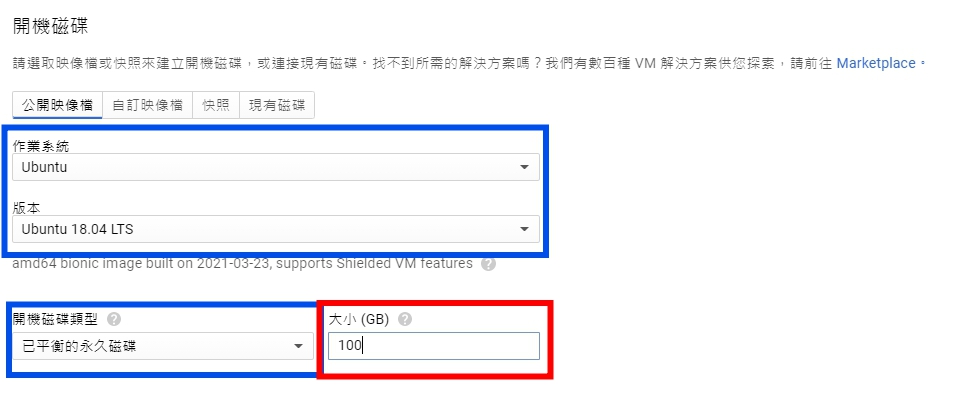 開機磁碟
請選取映像檔或快照來建立開機磁碟，或連接現有磁碟。找不到所需的解決方案嗎？我們有數百種 VM 解決方案供您探索，請前往 Marketplace。
公開映像檔 自訂映像檔 快照 現有磁碟
作業系統
Ubuntu
版本
Ubuntu 18.04 LTS
amd64 bionic image built on 2021-03-23, supports Shielded VM features ?
開機磁碟類型 ? 大小 (GB) ?
已平衡的永久磁碟 100